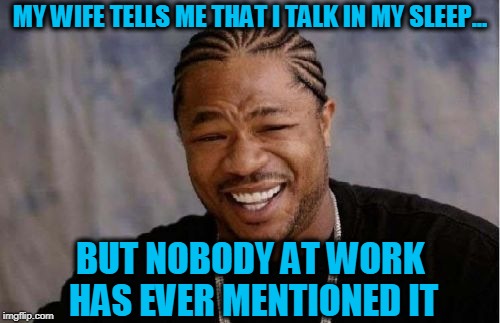 MY WIFE TELLS ME THAT I TALK IN MY SLEEP...
BUT NOBODY AT WORK
HAS EVER MENTIONED IT
imgflip.com